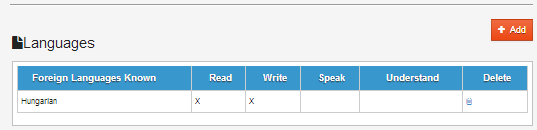 + Add
Languages
Foreign Languages Known Read Write Speak Understand Delete
Hungarian X X